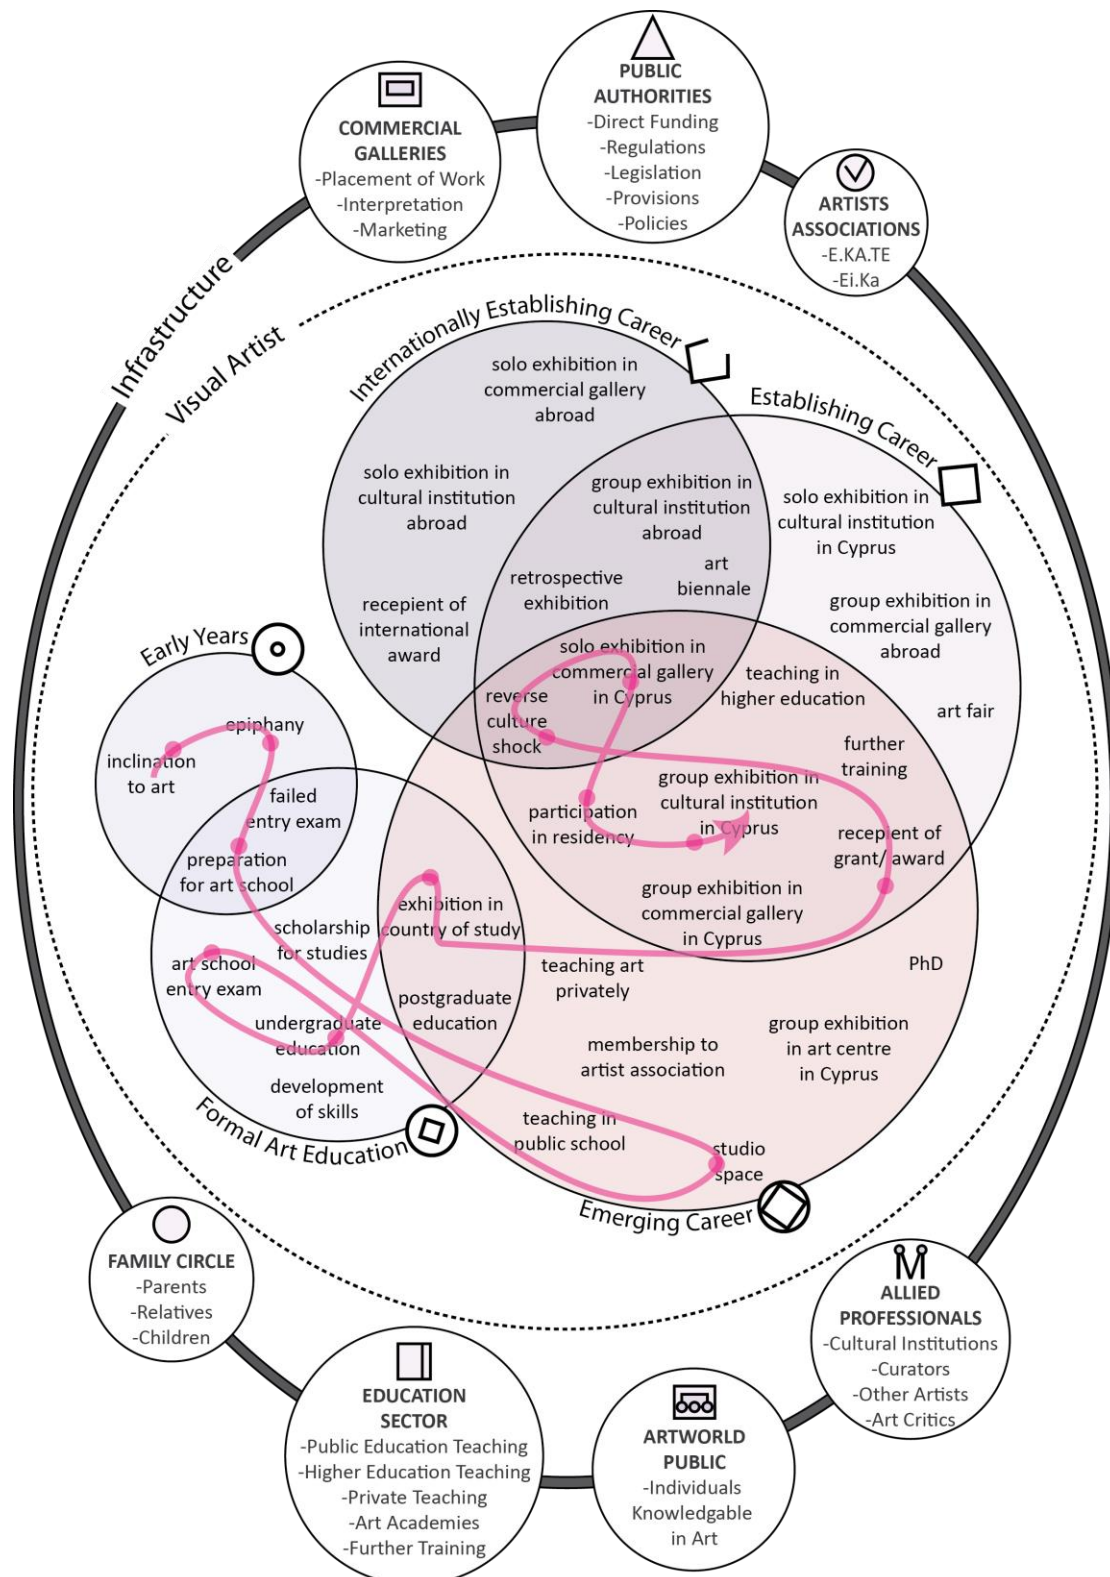 PUBLIC
AUTHORITIES
-Direct Funding
-Regulations
-Legislation
-Provisions
-Policies
COMMERCIAL
GALLERIES
-Placement of Work
-Interpretation
-Marketing
ARTISTS
ASSOCIATIONS
-E.KA.TE
-Ei.Ka
Infrastructure
Visual Artist
Internationally Establishing Career
solo exhibition in
commercial gallery
abroad
solo exhibition in
cultural institution
abroad
recepient of
international
award
Establishing Career
group exhibition in
cultural institution
abroad
art
biennale
retrospective
exhibition
solo exhibition in
cultural institution
in Cyprus
group exhibition in
commercial gallery
abroad
art fair
solo exhibition in
commercial gallery
in Cyprus
reverse
culture
shock
teaching in
higher education
further
training
group exhibition in
cultural institution
in Cyprus
participation
in residency
recepient of
grant/ award
group exhibition in
commercial gallery
in Cyprus
Early Years
epiphany
inclination
to art
failed
entry exam
preparation
for art school
scholarship
for studies
exhibition in
country of study
art school
entry exam
undergraduate
education
postgraduate
education
development
of skills
Formal Art Education
teaching art
privately
PhD
group exhibition
in art centre
in Cyprus
membership to
artist association
teaching in
public school
studio
space
Emerging Career
FAMILY CIRCLE
-Parents
-Relatives
-Children
EDUCATION
SECTOR
-Public Education Teaching
-Higher Education Teaching
-Private Teaching
-Art Academies
-Further Training
ARTWORLD
PUBLIC
-Individuals
Knowledgable
in Art
ALLIED
PROFESSIONALS
-Cultural Institutions
-Curators
-Other Artists
-Art Critics